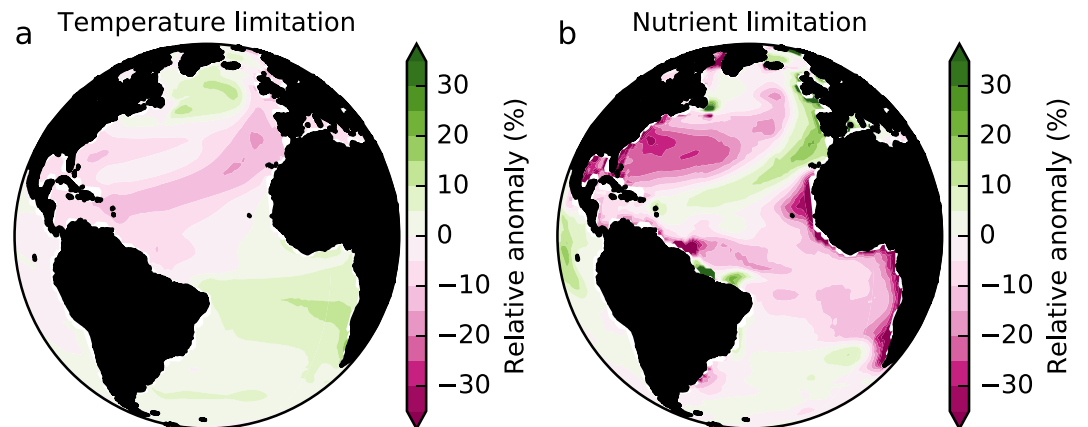 a
Temperature limitation
30
20
10
0
−10
−20
−30
Relative anomaly (%)
b
Nutrient limitation
30
20
10
0
−10
−20
−30
Relative anomaly (%)